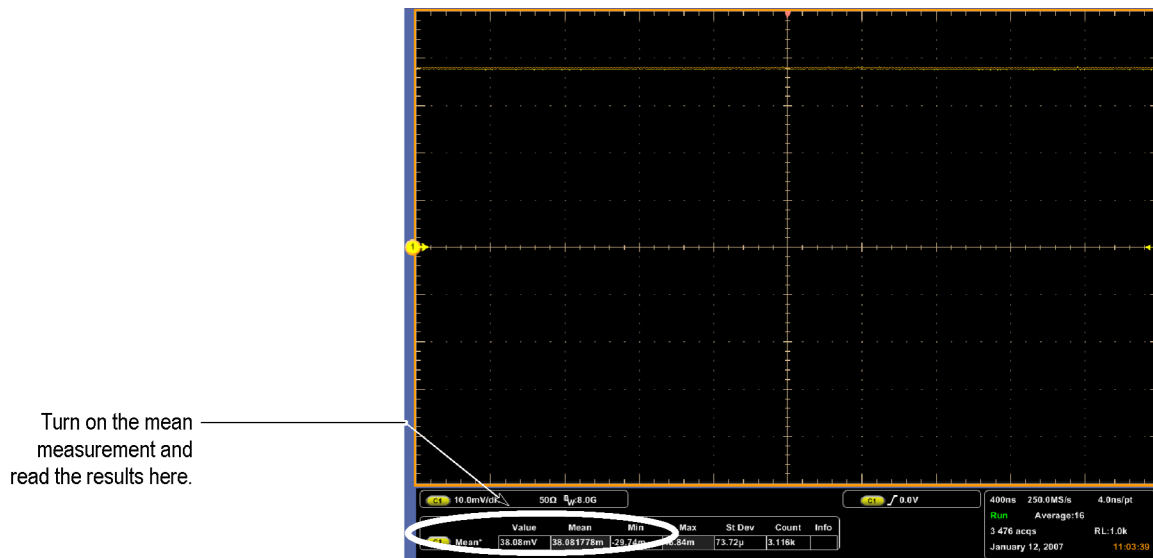 1
Turn on the mean
measurement and
read the results here.
C1 10.0mV/di 50Ω BW:8.0G
C1 0.0V
400ns 250.0MS/s 4.0ns/pt
Run Average:16
3 476 acqs RL:1.0k
January 12, 2007 11:03:39
Value Mean Min Max St Dev Count Info
C1 Mean* 38.08mV 38.081778m -29.74m 73.72µ 3.116k